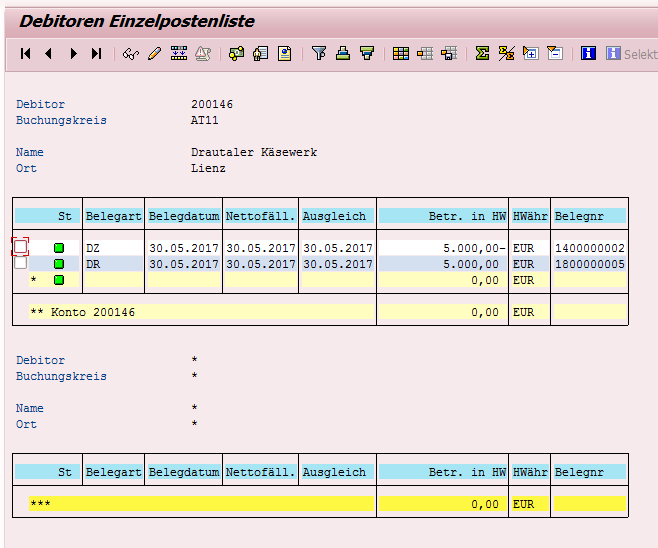 Debitoren Einzelpostenliste
Selekt
Debitor 200146
Buchungskreis AT11
Name Drautaler Käsewerk
Ort Lienz
St Belegart Belegdatum Nettofäll. Ausgleich Betr. in HW HWähr Belegnr
DZ 30.05.2017 30.05.2017 30.05.2017 5.000,00- EUR 1400000002
DR 30.05.2017 30.05.2017 30.05.2017 5.000,00 EUR 1800000005
* 0,00 EUR
** Konto 200146 0,00 EUR
Debitor *
Buchungskreis *
Name *
Ort *
St Belegart Belegdatum Nettofäll. Ausgleich Betr. in HW HWähr Belegnr
*** 0,00 EUR